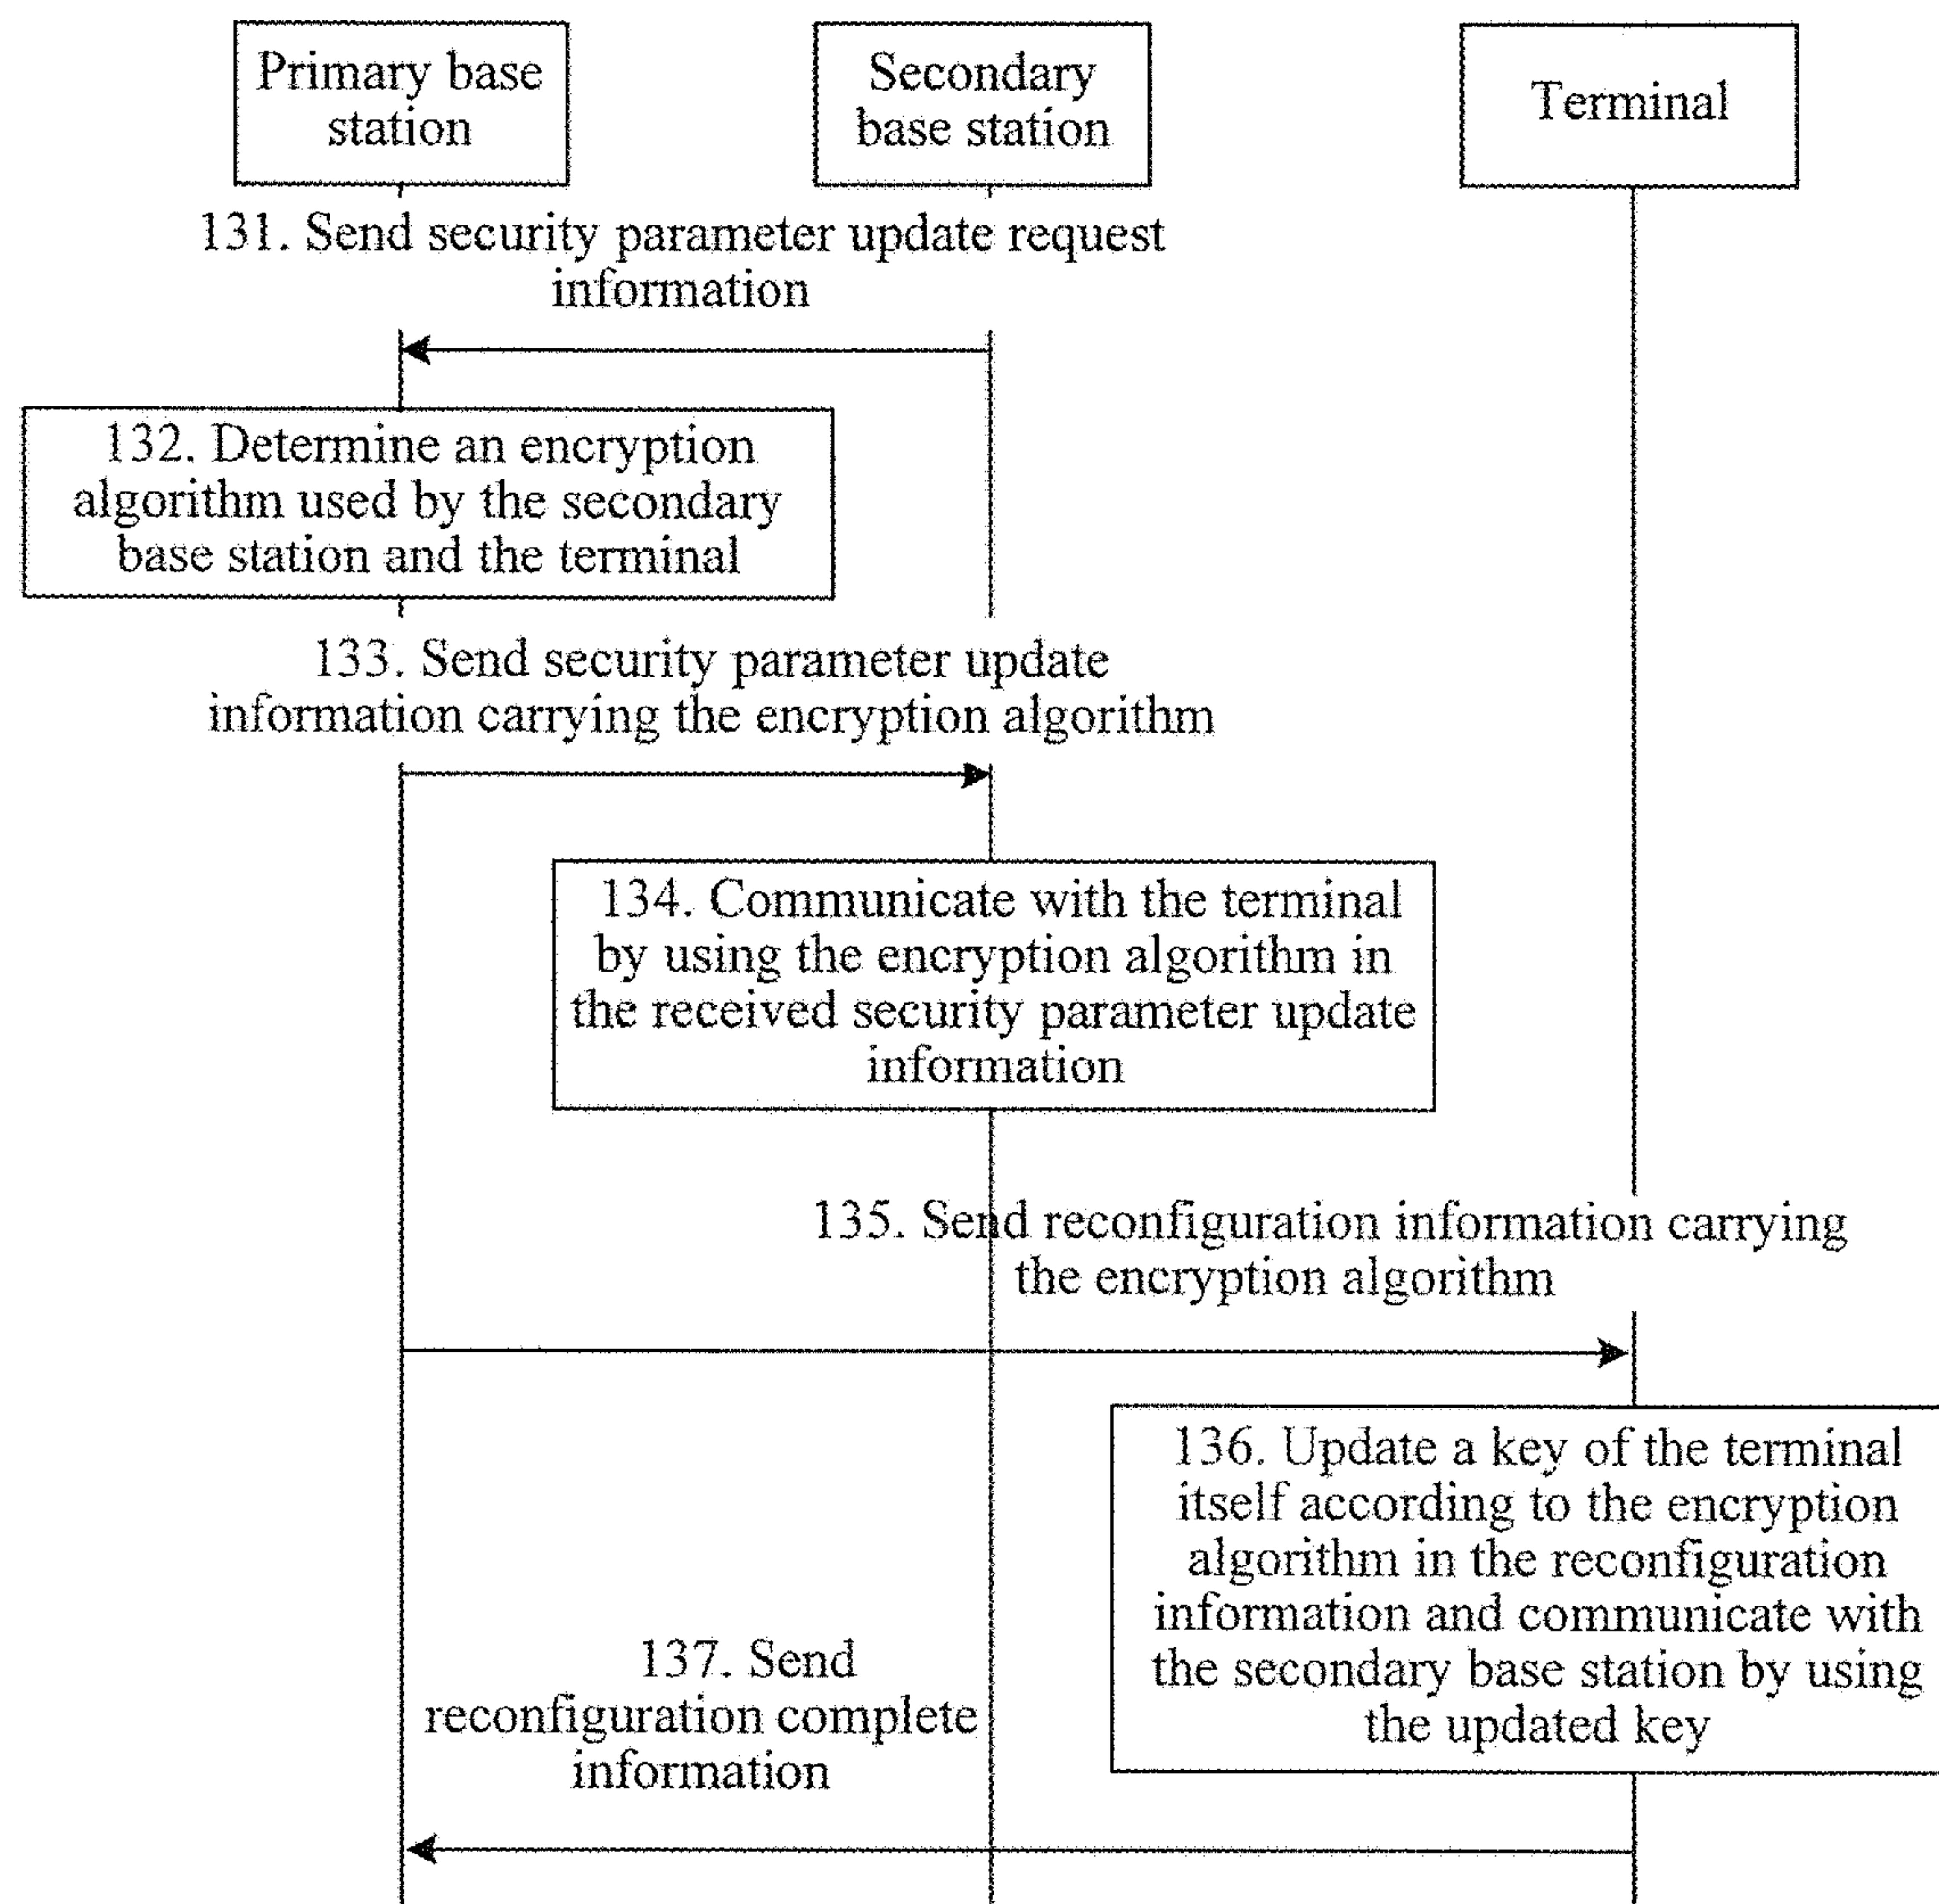 Primary base
station
Secondary
base station
Terminal
131. Send security parameter update request
information
132. Determine an encryption
algorithm used by the secondary
base station and the terminal
133. Send security parameter update
information carrying the encryption algorithm
134. Communicate with the terminal
by using the encryption algorithm in
the received security parameter update
information
135. Send reconfiguration information carrying
the encryption algorithm
136. Update a key of the terminal
itself according to the encryption
algorithm in the reconfiguration
information and communicate with
the secondary base station by using
the updated key
137. Send
reconfiguration complete
information